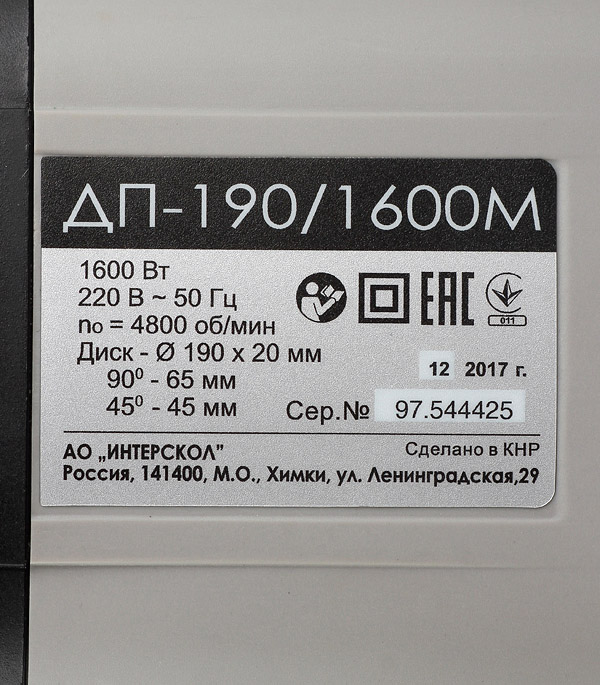 ДП-190/1600М
1600 Вт
220 В ~ 50 Гц
no = 4800 об/мин
Диск - Ø 190 х 20 мм
90⁰ - 65 мм
45⁰ - 45 мм
EAC
011
12 2017 г.
Сер.№ 97.544425
АО „ИНТЕРСКОЛ"
Сделано в КНР
Россия, 141400, М.О., Химки, ул. Ленинградская,29